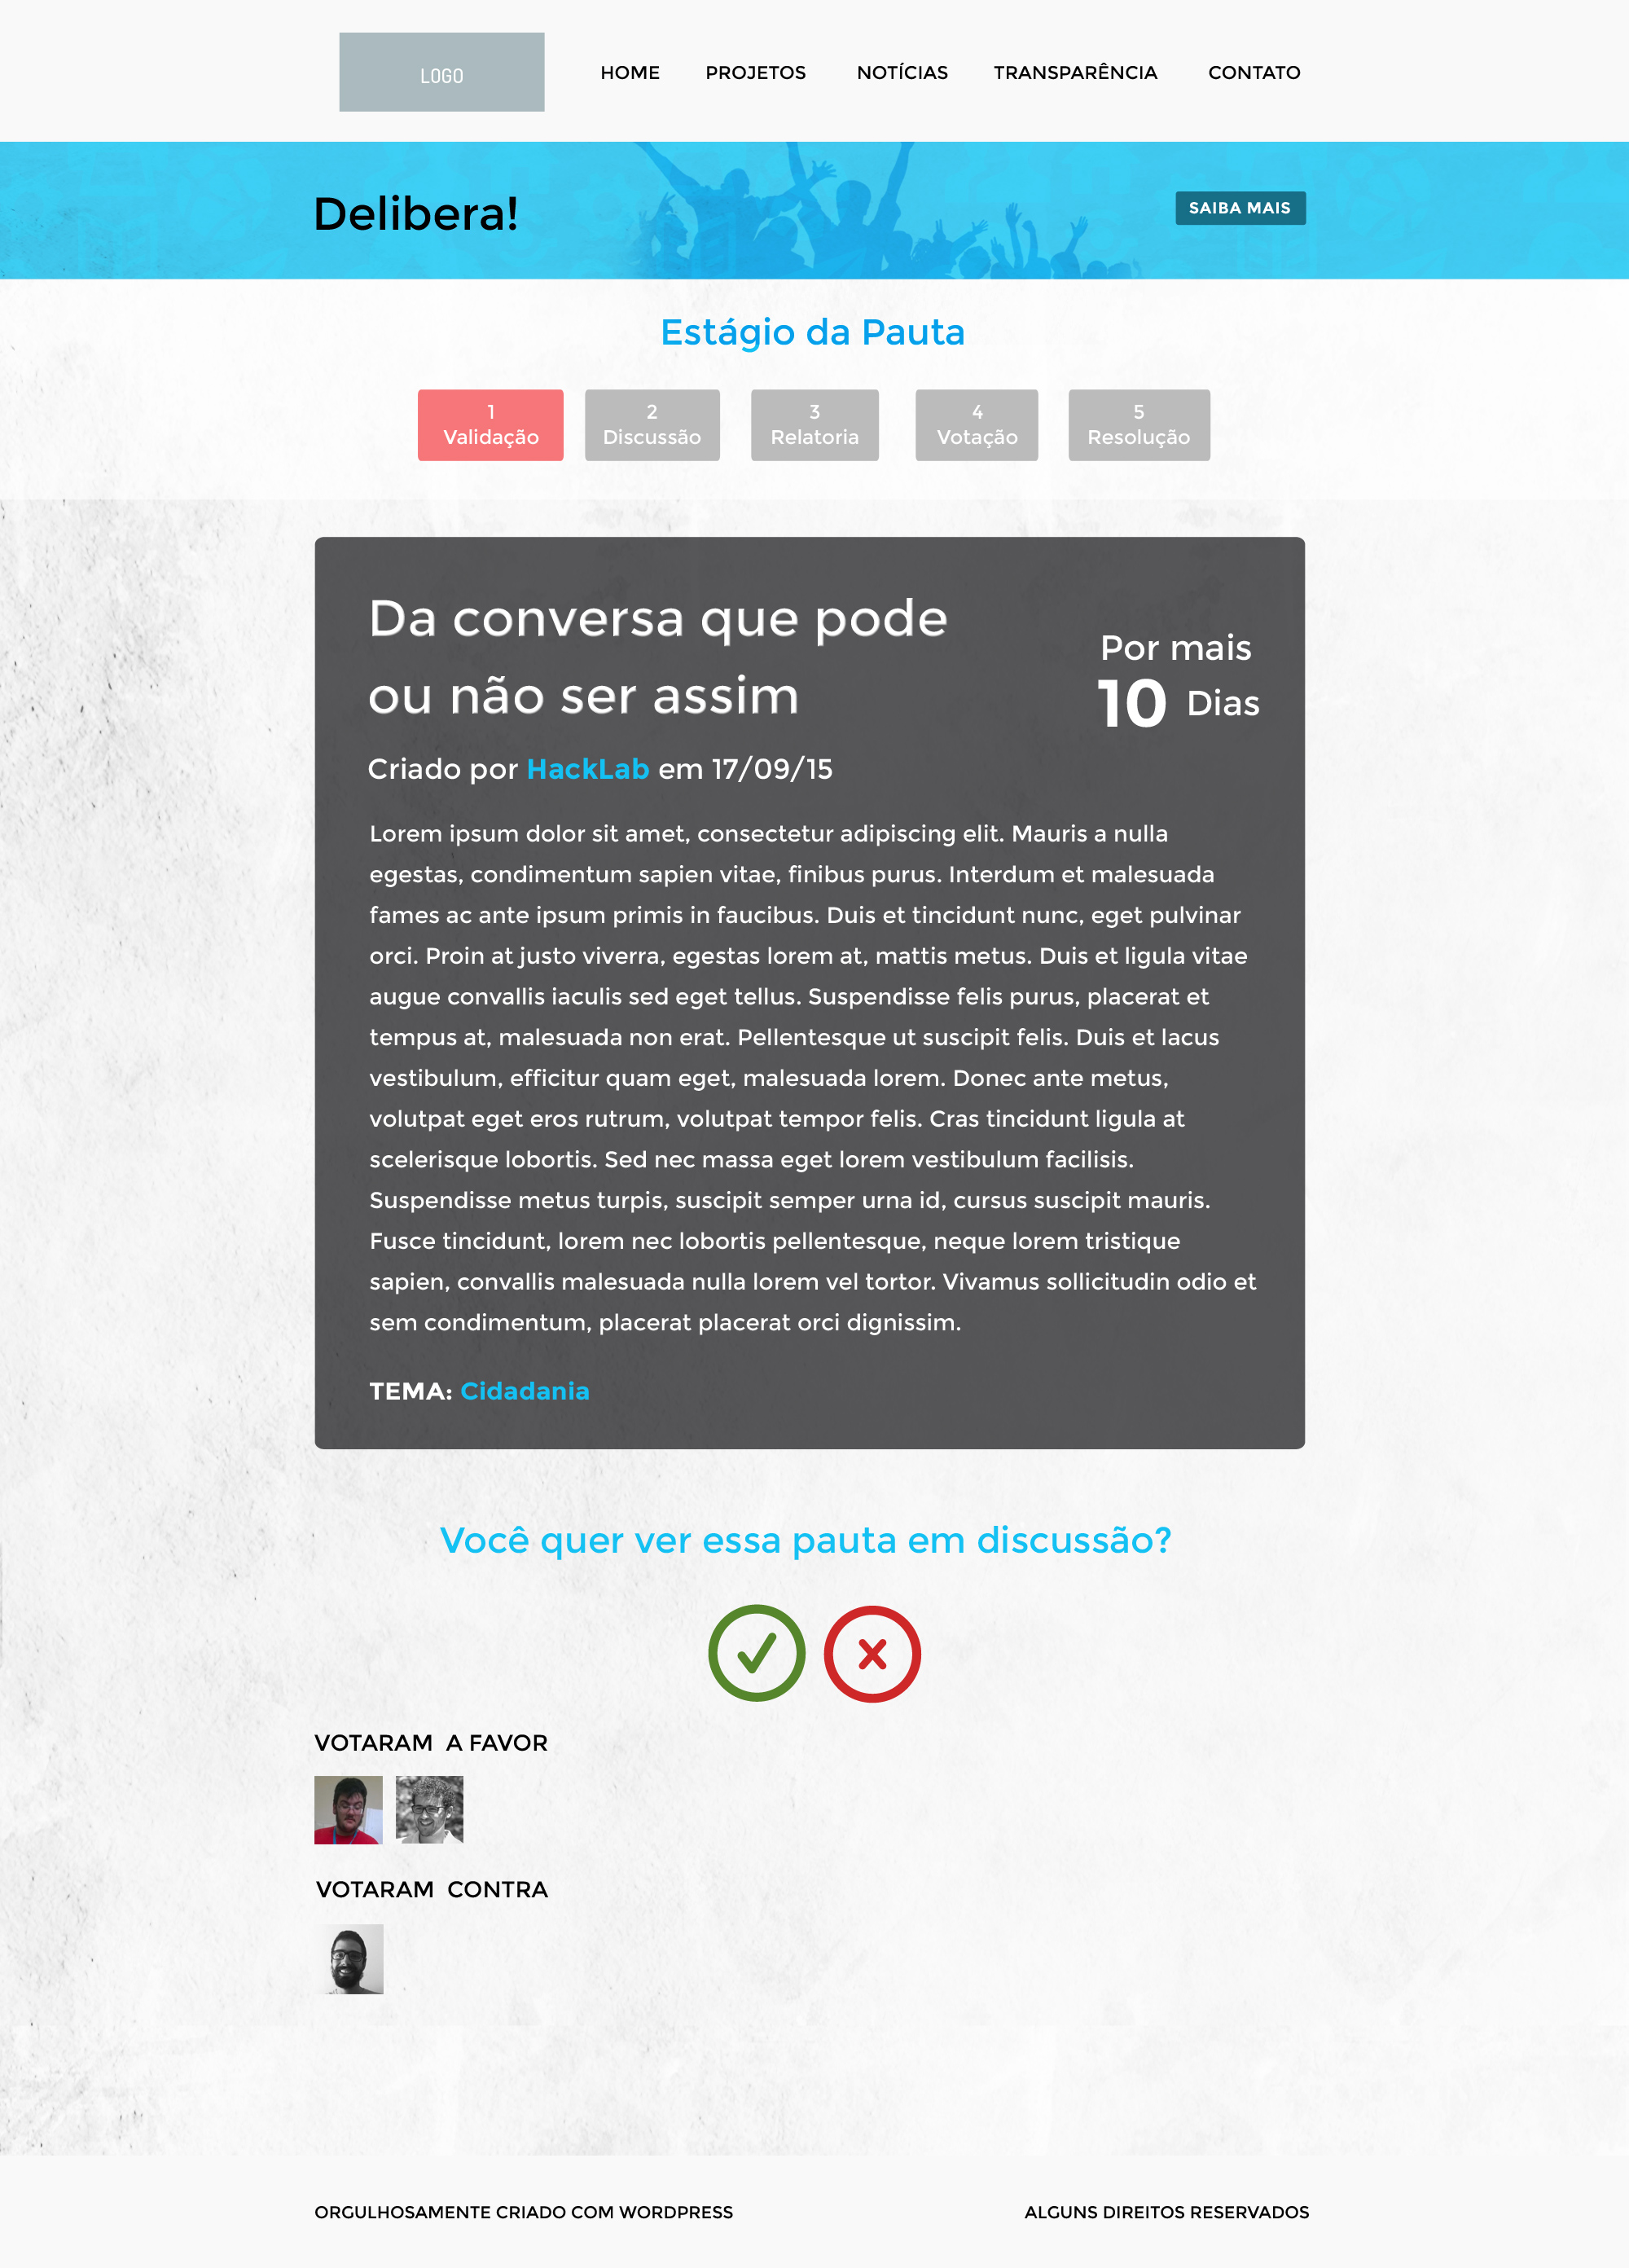 LOGO
HOME PROJETOS NOTÍCIAS TRANSPARÊNCIA CONTATO
Delibera!
SAIBA MAIS
Estágio da Pauta
1
Validação
2
Discussão
3
Relatoria
4
Votação
5
Resolução
Da conversa que pode
ou não ser assim
Por mais
10 Dias
Criado por HackLab em 17/09/15
Lorem ipsum dolor sit amet, consectetur adipiscing elit. Mauris a nulla
egestas, condimentum sapien vitae, finibus purus. Interdum et malesuada
fames ac ante ipsum primis in faucibus. Duis et tincidunt nunc, eget pulvinar
orci. Proin at justo viverra, egestas lorem at, mattis metus. Duis et ligula vitae
augue convallis iaculis sed eget tellus. Suspendisse felis purus, placerat et
tempus at, malesuada non erat. Pellentesque ut suscipit felis. Duis et lacus
vestibulum, efficitur quam eget, malesuada lorem. Donec ante metus,
volutpat eget eros rutrum, volutpat tempor felis. Cras tincidunt ligula at
scelerisque lobortis. Sed nec massa eget lorem vestibulum facilisis.
Suspendisse metus turpis, suscipit semper urna id, cursus suscipit mauris.
Fusce tincidunt, lorem nec lobortis pellentesque, neque lorem tristique
sapien, convallis malesuada nulla lorem vel tortor. Vivamus sollicitudin odio et
sem condimentum, placerat placerat orci dignissim.
TEMA: Cidadania
Você quer ver essa pauta em discussão?
VOTARAM A FAVOR
VOTARAM CONTRA
ORGULHOSAMENTE CRIADO COM WORDPRESS
ALGUNS DIREITOS RESERVADOS